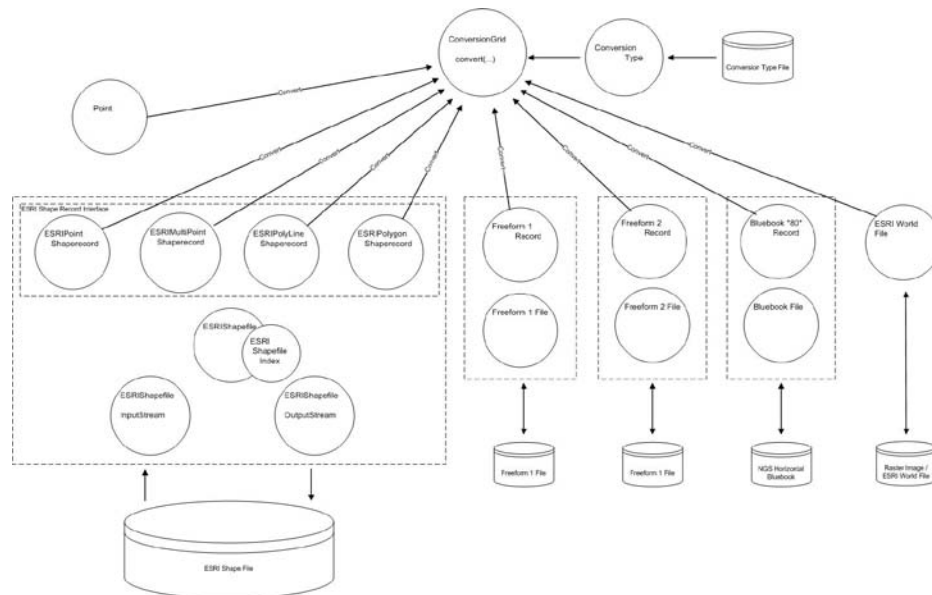 ConversionGrid
convert(...)
Conversion
Type
Conversion Type File
Point
Convert
Convert
Convert
Convert
Convert
Convert
Convert
Convert
Convert
ESRI Shape Record Interface
ESRIPoint
Shaperecord
ESRIMultiPoint
Shaperecord
ESRIPolyLine
Shaperecord
ESRIPolygon
Shaperecord
Freeform 1
Record
Freeform 2
Record
Bluebook "80"
Record
ESRI World
File
Freeform 1 File
Freeform 2 File
Bluebook File
ESRIShapefile
ESRI
Shapefile
Index
ESRIShapefile
InputStream
ESRIShapefile
OutputStream
Freeform 1 File
Freeform 1 File
NGS Horizontal
Bluebook
Raster Image /
ESRI World File
ESRI Shape File